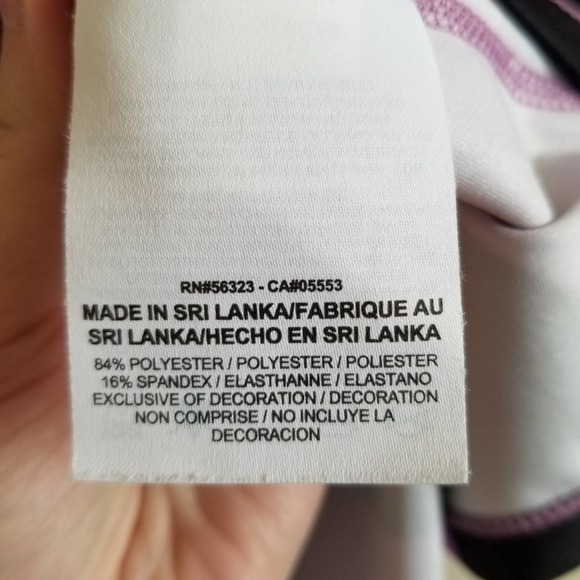 RN#56323 - CA#05553
MADE IN SRI LANKA/FABRIQUE AU
SRI LANKA/HECHO EN SRI LANKA
84% POLYESTER / POLYESTER / POLIESTER
16% SPANDEX / ELASTHANNE / ELASTANO
EXCLUSIVE OF DECORATION / DECORATION
NON COMPRISE / NO INCLUYE LA
DECORACION